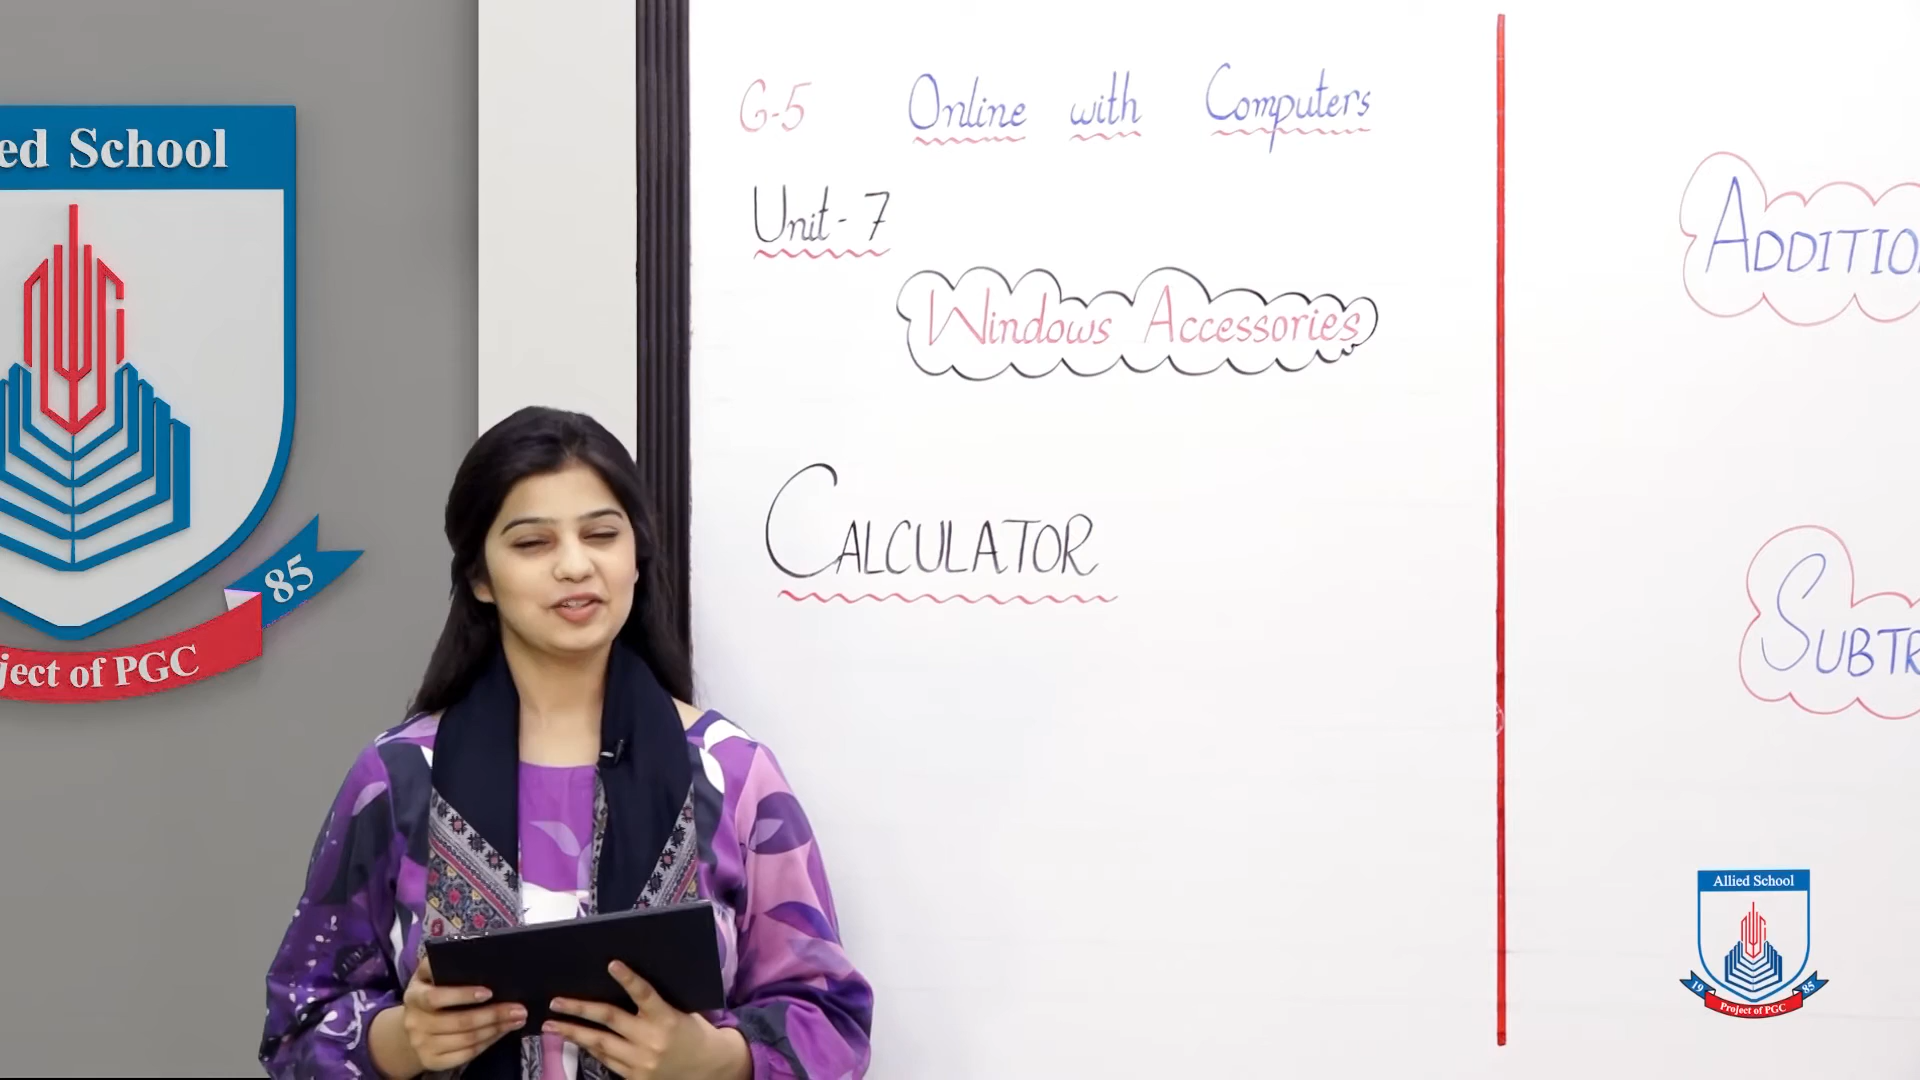 ed School
85
ject of PGC
G-5 Online with Computers
Unit-7
Windows Accessories
CALCULATOR
ADDITIO
SUBTR
Allied School
19 85
Project of PGC